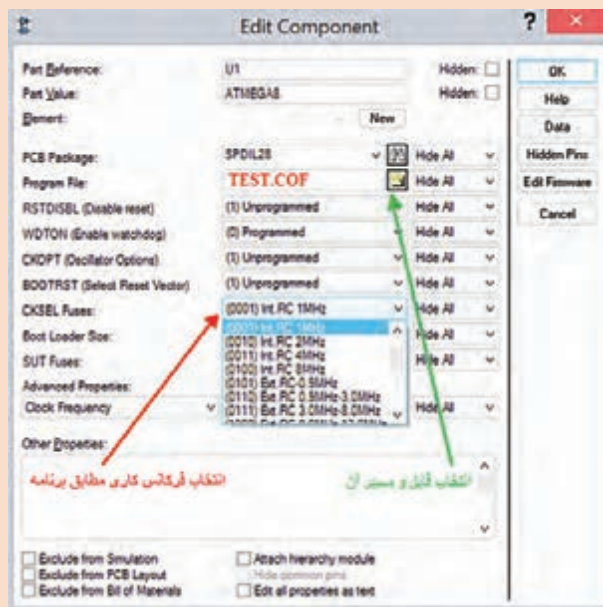 Edit Component
?
Part Reference: U1 Hidden:
Part Value: ATMEGA8 Hidden:
Element: New
PCB Package: SPDIL28 Hide All
Program File: TEST.COF Hide All
RSTDISBL (Disable reset) (1) Unprogrammed Hide All
WDTON (Enable watchdog) (0) Programmed Hide All
CKOPT (Oscillator Options) (1) Unprogrammed Hide All
BOOTRST (Select Reset Vector) (1) Unprogrammed Hide All
CKSEL Fuses: (0001) Int.RC 1MHz Hide All
(0001) Int.RC 1MHz
Boot Loader Size: Hide All
(0010) Int.RC 2MHz
(0011) Int.RC 4MHz
SUT Fuses: Hide All
(0100) Int.RC 8MHz
(0101) Ext.RC-0.9MHz
Advanced Properties:
(0110) Ext.RC 0.9MHz-3.0MHz
Clock Frequency Hide All
(0111) Ext.RC 3.0MHz-8.0MHz
Other Properties:
انتخاب فرکانس کاری مطابق برنامه
انتخاب فایل و مسیر آن
Exclude from Simulation Attach hierarchy module
Exclude from PCB Layout Hide common pins
Exclude from Bill of Materials Edit all properties as text
OK
Help
Data
Hidden Pins
Edit Firmware
Cancel